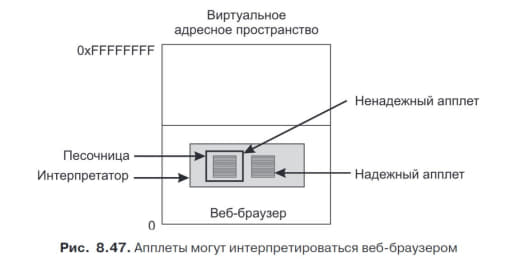 Виртуальное
адресное пространство
0xFFFFFFFF
Ненадежный апплет
Песочница
Интерпретатор
Надежный апплет
Веб-браузер
0
Рис. 8.47. Апплеты могут интерпретироваться веб-браузером